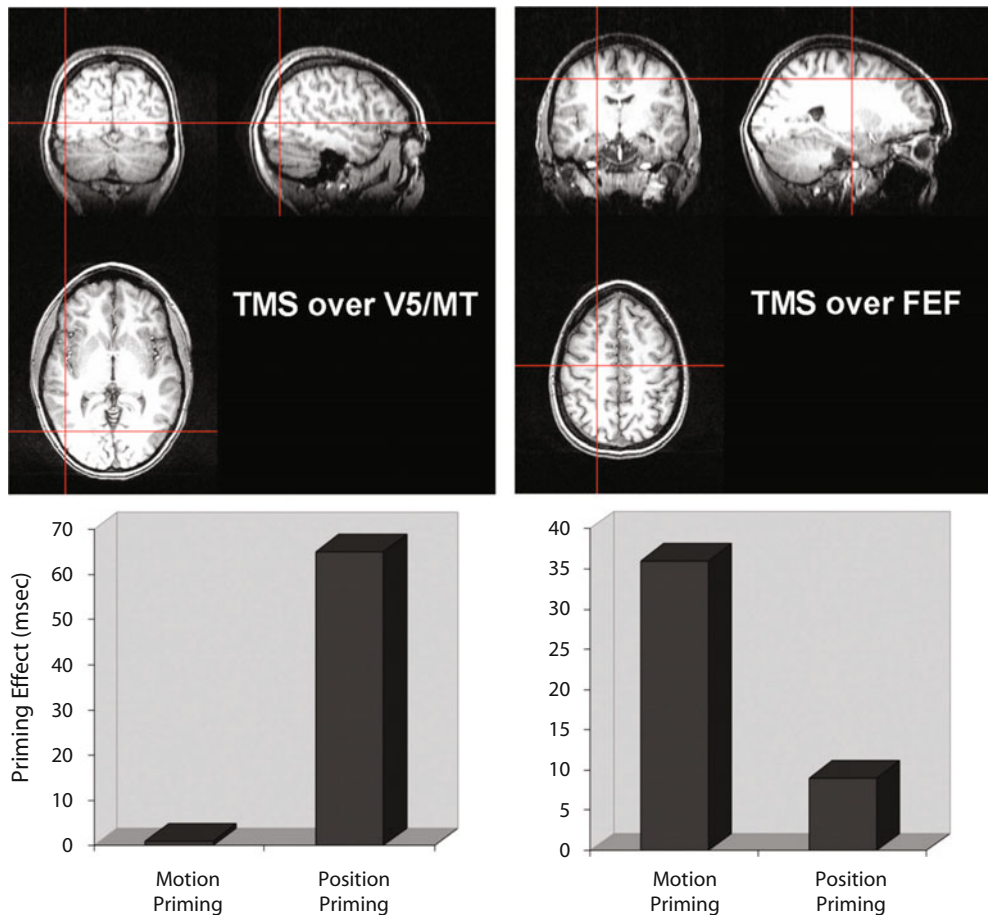 TMS over V5/MT
TMS over FEF
Priming Effect (msec)
70
60
50
40
30
20
10
0
Motion
Priming
Position
Priming
40
35
30
25
20
15
10
5
0
Motion
Priming
Position
Priming